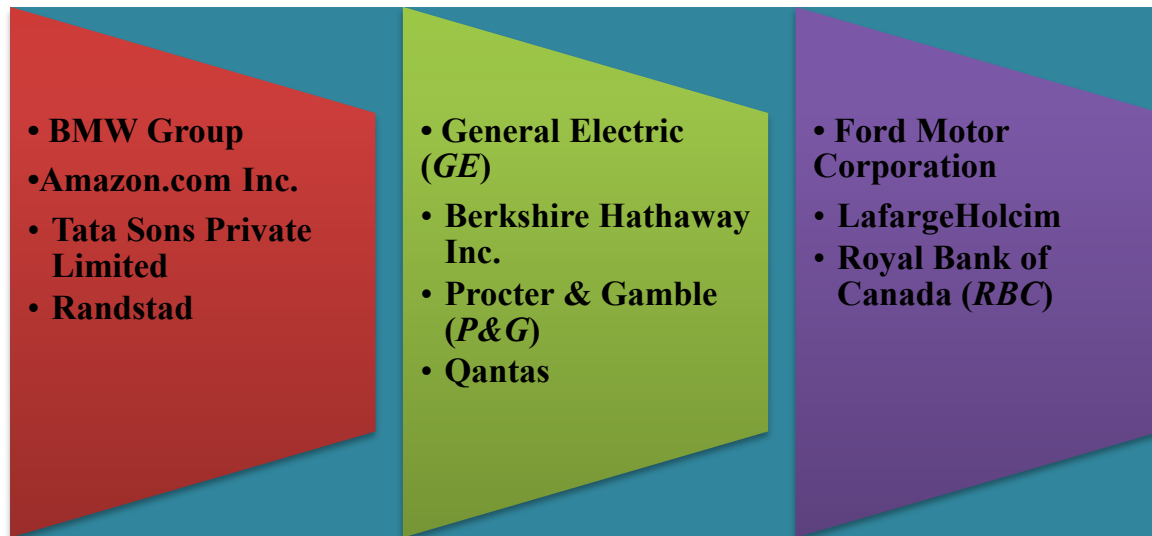 • BMW Group
•Amazon.com Inc.
• Tata Sons Private
Limited
• Randstad
• General Electric
(GE)
• Berkshire Hathaway
Inc.
• Procter & Gamble
(P&G)
• Qantas
• Ford Motor
Corporation
• LafargeHolcim
• Royal Bank of
Canada (RBC)